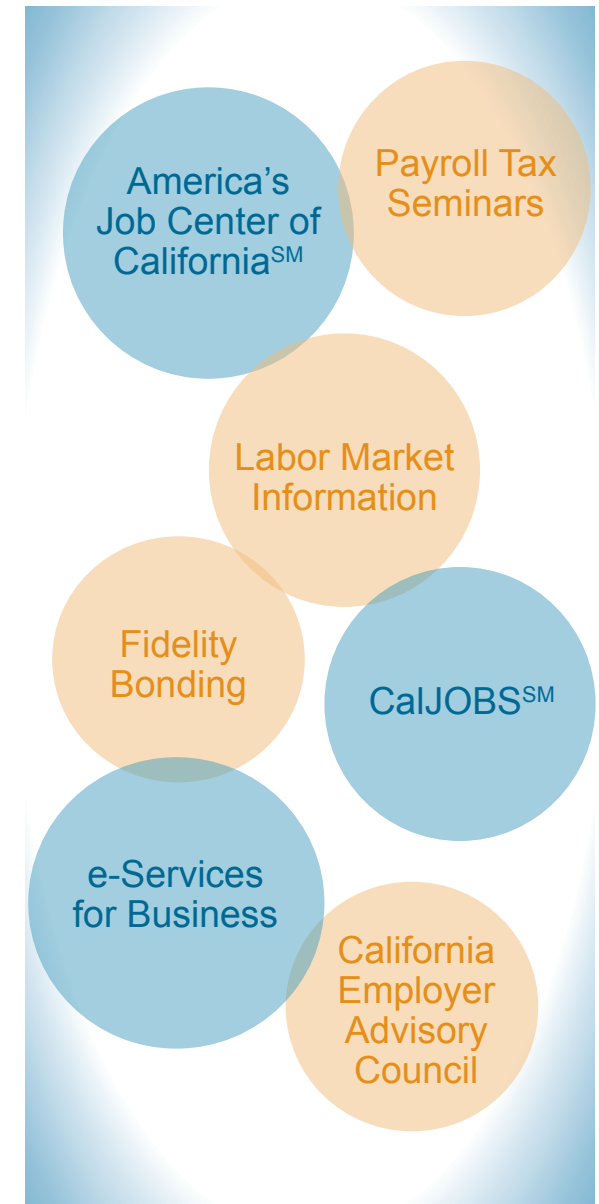 America’s
Job Center of
California℠
Payroll Tax
Seminars
Labor Market
Information
Fidelity
Bonding
CalJOBS℠
e-Services
for Business
California
Employer
Advisory
Council